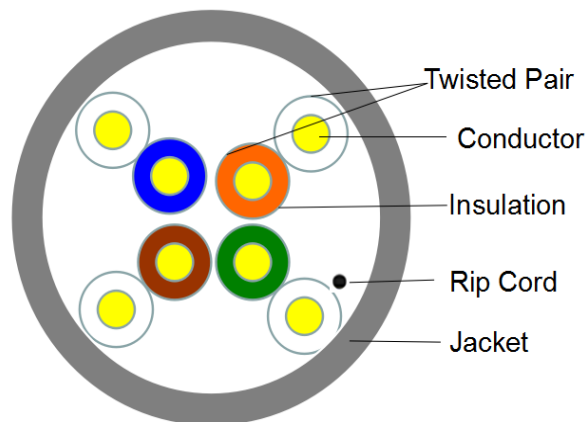 Twisted Pair
Conductor
Insulation
Rip Cord
Jacket